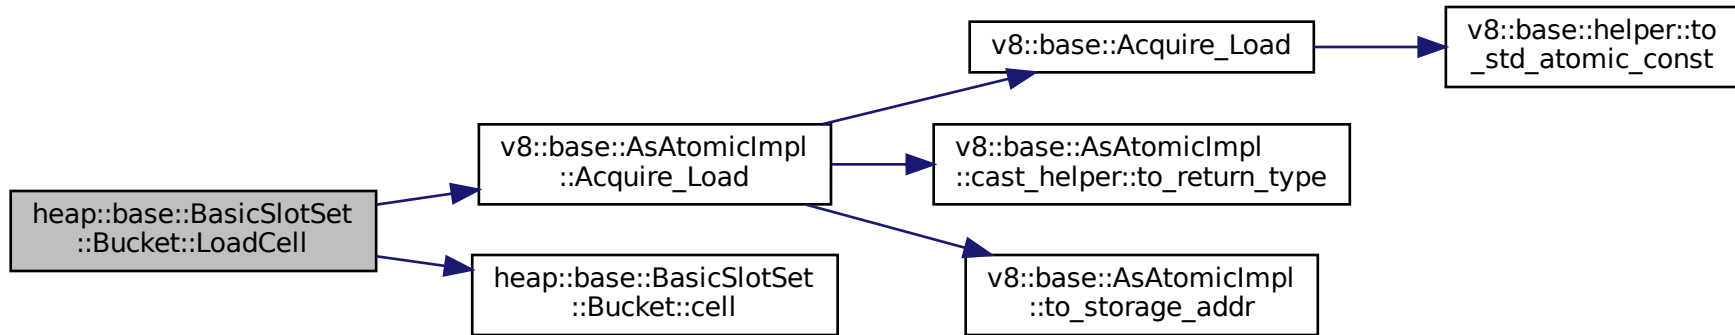 heap::base::BasicSlotSet
::Bucket::LoadCell
v8::base::AsAtomicImpl
::Acquire_Load
heap::base::BasicSlotSet
::Bucket::cell
v8::base::Acquire_Load
v8::base::AsAtomicImpl
::cast_helper::to_return_type
v8::base::AsAtomicImpl
::to_storage_addr
v8::base::helper::to
_std_atomic_const